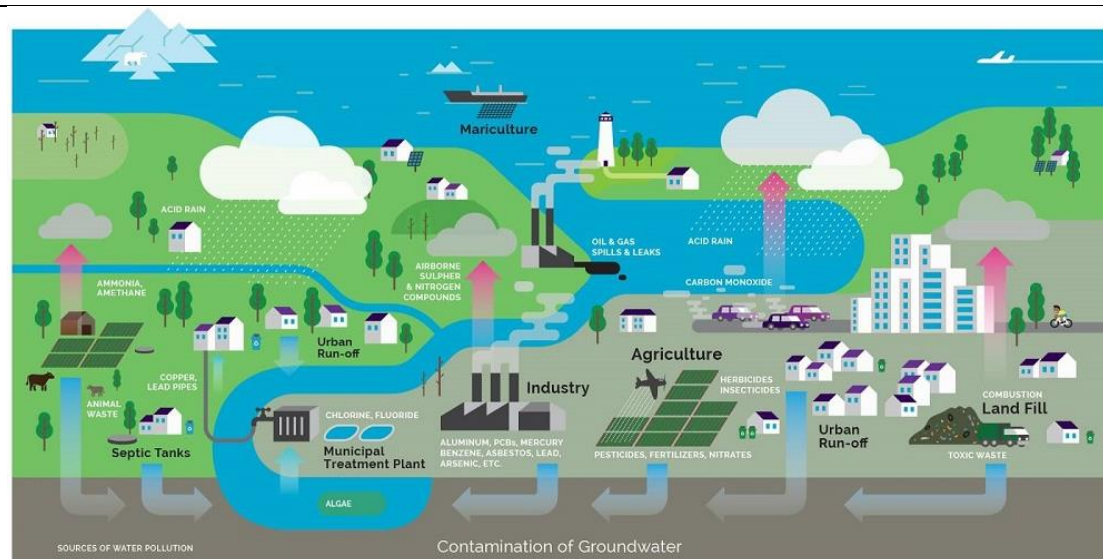 Mariculture
ACID RAIN
OIL & GAS
SPILLS & LEAKS
ACID RAIN
AIRBORNE
SULPHER
& NITROGEN
COMPOUNDS
AMMONIA,
AMETHANE
CARBON MONOXIDE
Urban
Run-off
Agriculture
COPPER,
LEAD PIPES
Industry
HERBICIDES
INSECTICIDES
ANIMAL
WASTE
COMBUSTION
Land Fill
CHLORINE, FLUORIDE
Municipal
Treatment Plant
Septic Tanks
ALUMINUM, PCBs, MERCURY
BENZENE, ASBESTOS, LEAD,
ARSENIC, ETC.
PESTICIDES, FERTILIZERS, NITRATES
Urban
Run-off
TOXIC WASTE
ALGAE
SOURCES OF WATER POLLUTION
Contamination of Groundwater